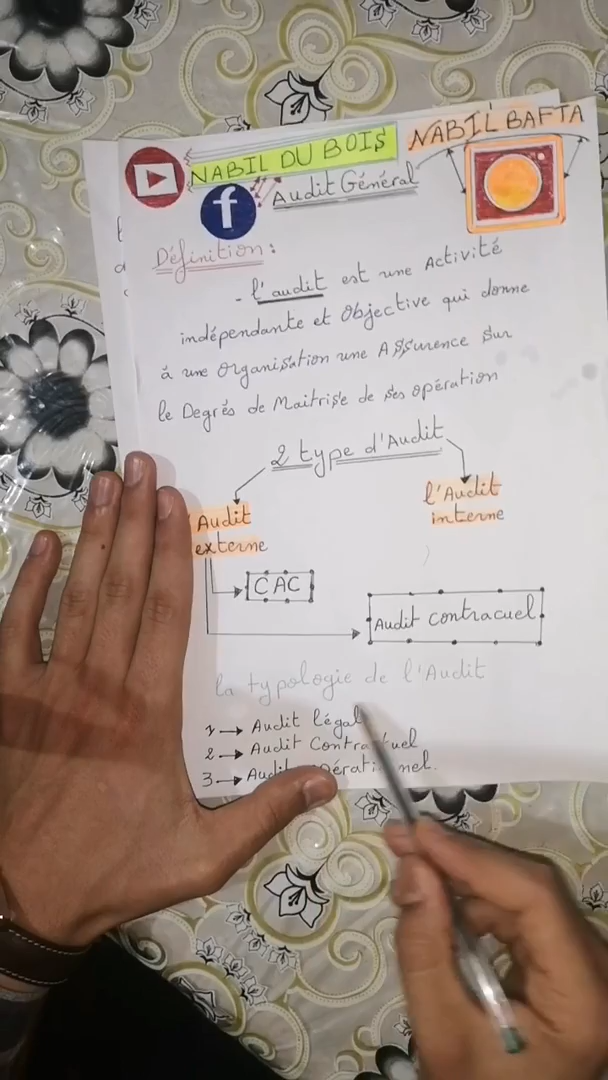 NABIL DU BOIS
NABIL BAFTA
f
Audit Général
Définition :
- l'audit est une Activité
indépendante et Objective qui donne
à une Organisation une Assurence Sur
le Degrés de Maitrise de ses opération
2 type d'Audit
Audit
externe
l'Audit
interne
CAC
Audit contracuel
la typologie de l'Audit
1 → Audit légal
2 → Audit Contractuel
3 →